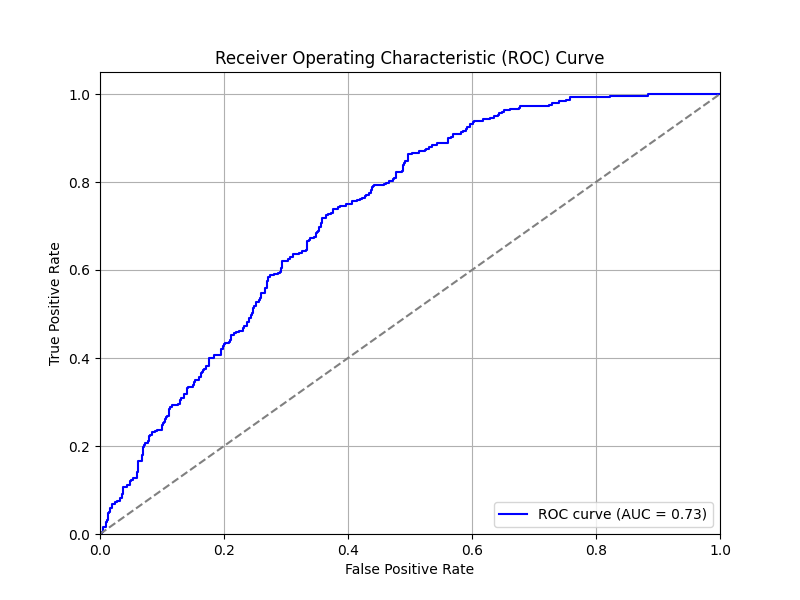 Receiver Operating Characteristic (ROC) Curve
1.0
0.8
0.6
0.4
0.2
0.0
True Positive Rate
0.0 0.2 0.4 0.6 0.8 1.0
False Positive Rate
ROC curve (AUC = 0.73)